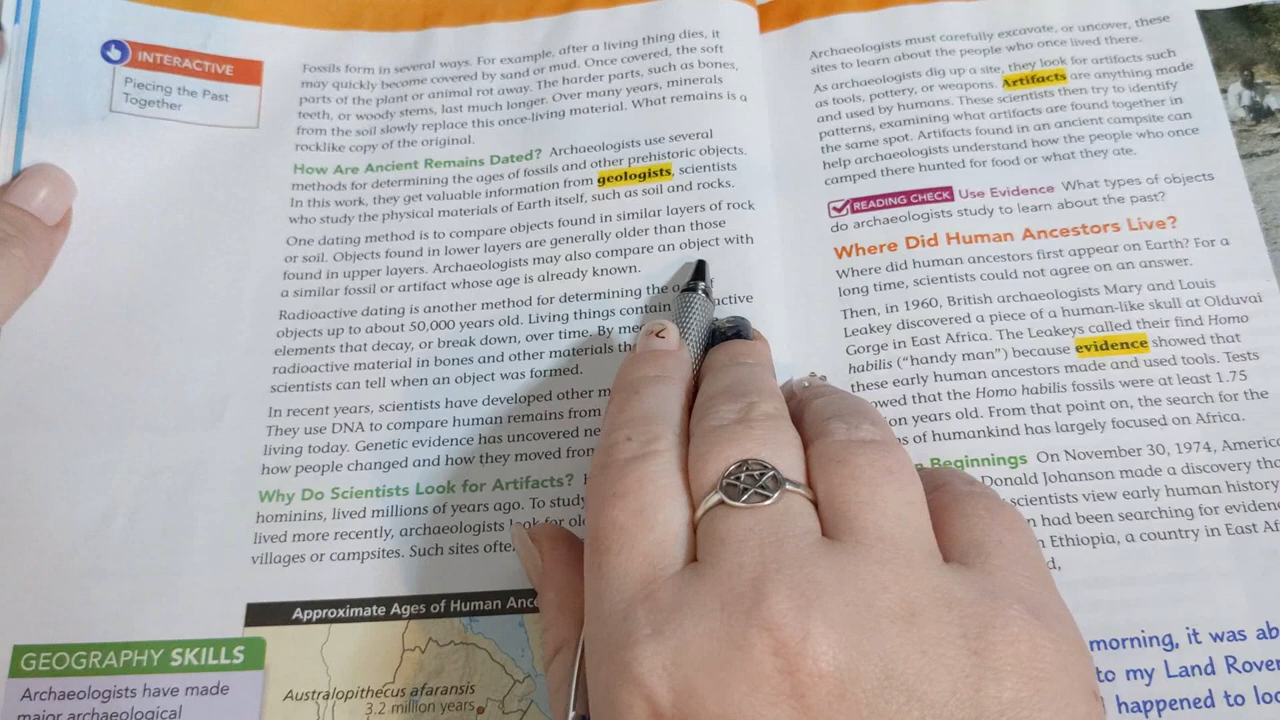 INTERACTIVE
Piecing the Past
Together
Fossils form in several ways. For example, after a living thing dies, it
may quickly become covered by sand or mud. Once covered, the soft
parts of the plant or animal rot away. The harder parts, such as bones,
teeth, or woody stems, last much longer. Over many years, minerals
from the soil slowly replace this once-living material. What remains is a
rocklike copy of the original.
How Are Ancient Remains Dated? Archaeologists use several
methods for determining the ages of fossils and other prehistoric objects.
In this work, they get valuable information from geologists, scientists
who study the physical materials of Earth itself, such as soil and rocks.
One dating method is to compare objects found in similar layers of rock
or soil. Objects found in lower layers are generally older than those
found in upper layers. Archaeologists may also compare an object with
a similar fossil or artifact whose age is already known.
Radioactive dating is another method for determining the
objects up to about 50,000 years old. Living things contain
elements that decay, or break down, over time. By
radioactive material in bones and other materials
scientists can tell when an object was formed.
In recent years, scientists have developed other
They use DNA to compare human remains from
living today. Genetic evidence has uncovered
how people changed and how they moved from
Why Do Scientists Look for Artifacts?
hominins, lived millions of years ago. To study
lived more recently, archaeologists look for
villages or campsites. Such sites
Approximate Ages of Human
Australopithecus afaransis
3.2 million years
GEOGRAPHY SKILLS
Archaeologists have made
major archaeological
Archaeologists must carefully excavate, or uncover, these
sites to learn about the people who once lived there.
As archaeologists dig up a site, they look for artifacts such
as tools, pottery, or weapons. Artifacts are anything made
and used by humans. These scientists then try to identify
patterns, examining what artifacts are found together in
the same spot. Artifacts found in an ancient campsite can
help archaeologists understand how the people who once
camped there hunted for food or what they ate.
READING CHECK Use Evidence What types of objects
do archaeologists study to learn about the past?
Where Did Human Ancestors Live?
Where did human ancestors first appear on Earth? For a
long time, scientists could not agree on an answer.
Then, in 1960, British archaeologists Mary and Louis
Leakey discovered a piece of a human-like skull at Olduvai
Gorge in East Africa. The Leakeys called their find Homo
habilis ("handy man") because evidence showed that
these early human ancestors made and used tools. Tests
that the Homo habilis fossils were at least 1.75
years old. From that point on, the search for the
of humankind has largely focused on Africa.
Beginnings On November 30, 1974,
Donald Johanson made a discovery
scientists view early human history
had been searching for
Ethiopia, a country in East
morning, it was
to my Land
happened to